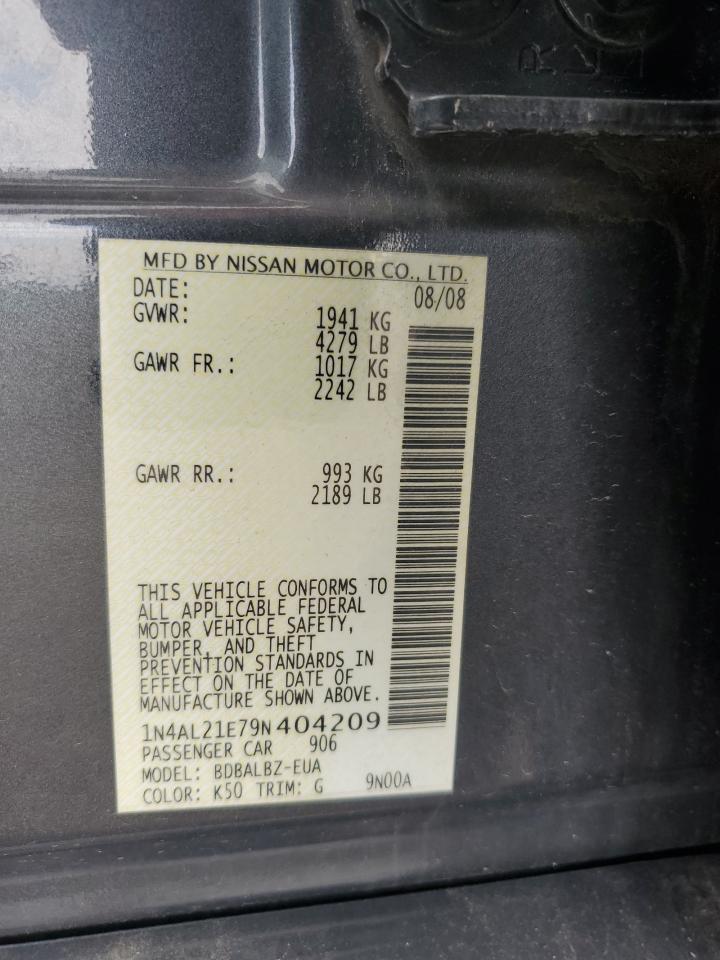 MFD BY NISSAN MOTOR CO., LTD.
DATE: 08/08
GVWR: 1941 KG
4279 LB
GAWR FR.: 1017 KG
2242 LB
GAWR RR.: 993 KG
2189 LB
THIS VEHICLE CONFORMS TO
ALL APPLICABLE FEDERAL
MOTOR VEHICLE SAFETY,
BUMPER, AND THEFT
PREVENTION STANDARDS IN
EFFECT ON THE DATE OF
MANUFACTURE SHOWN ABOVE.
1N4AL21E79N404209
PASSENGER CAR 906
MODEL: BDBALBZ-EUA
COLOR: K50 TRIM: G 9N00A